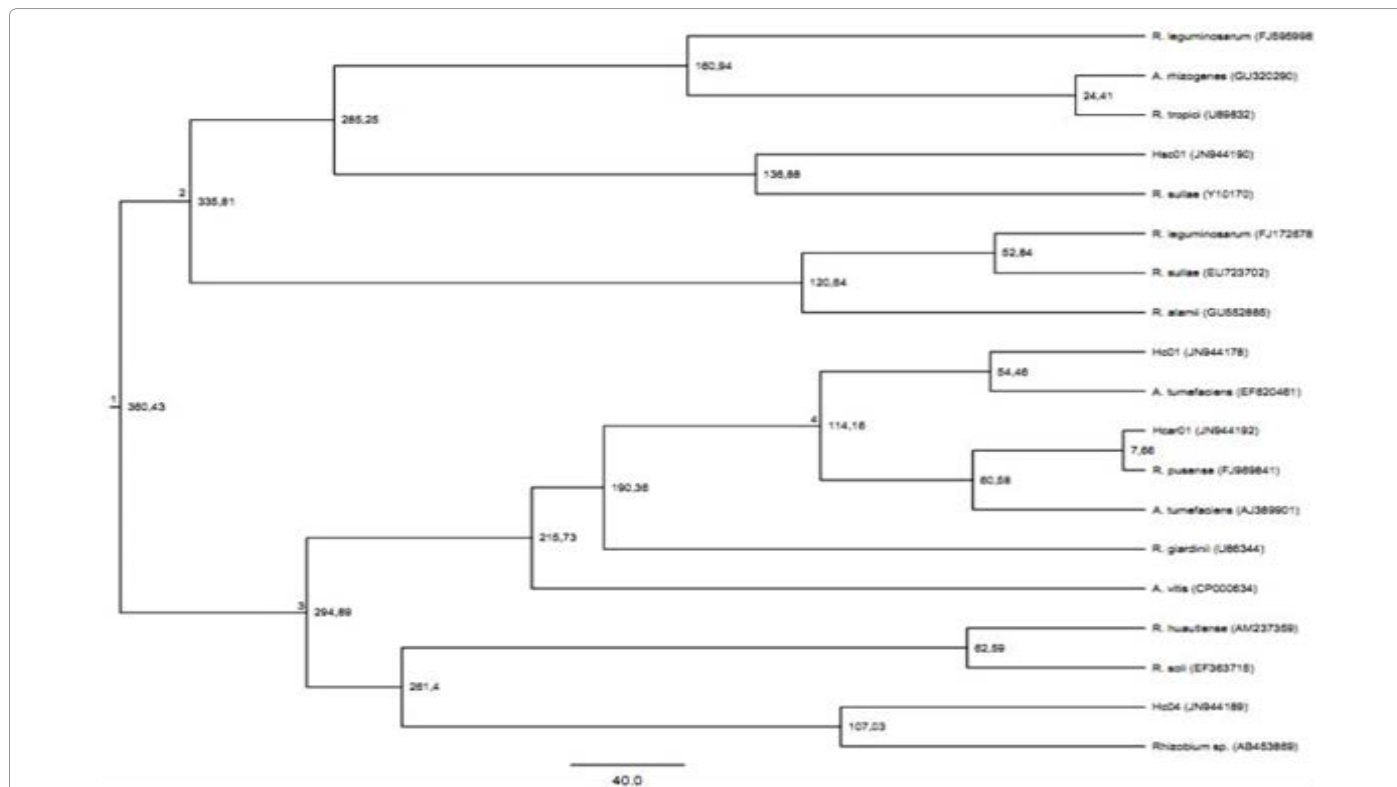 R. leguminosarum (FJ595998
160,94
A. rhizogenes (GU320290)
24,41
R. tropici (U89832)
285,25
Hsc01 (JN944190)
136,88
R. sullae (Y10170)
2
335,81
R. leguminosarum (FJ172678
52,84
R. sullae (EU723702)
120,64
R. alamii (GU552885)
Hc01 (JN944178)
54,46
A. tumefaciens (EF620461)
1
360,43
4
114,16
Hcar01 (JN944192)
7,66
R. pusense (FJ969841)
190,36
60,58
A. tumefaciens (AJ389901)
215,73
R. giardinii (U86344)
A. vitis (CP000634)
3
294,69
R. huautlense (AM237359)
62,59
R. soli (EF363715)
261,4
Hc04 (JN944189)
107,03
Rhizobium sp. (AB453869)
40.0